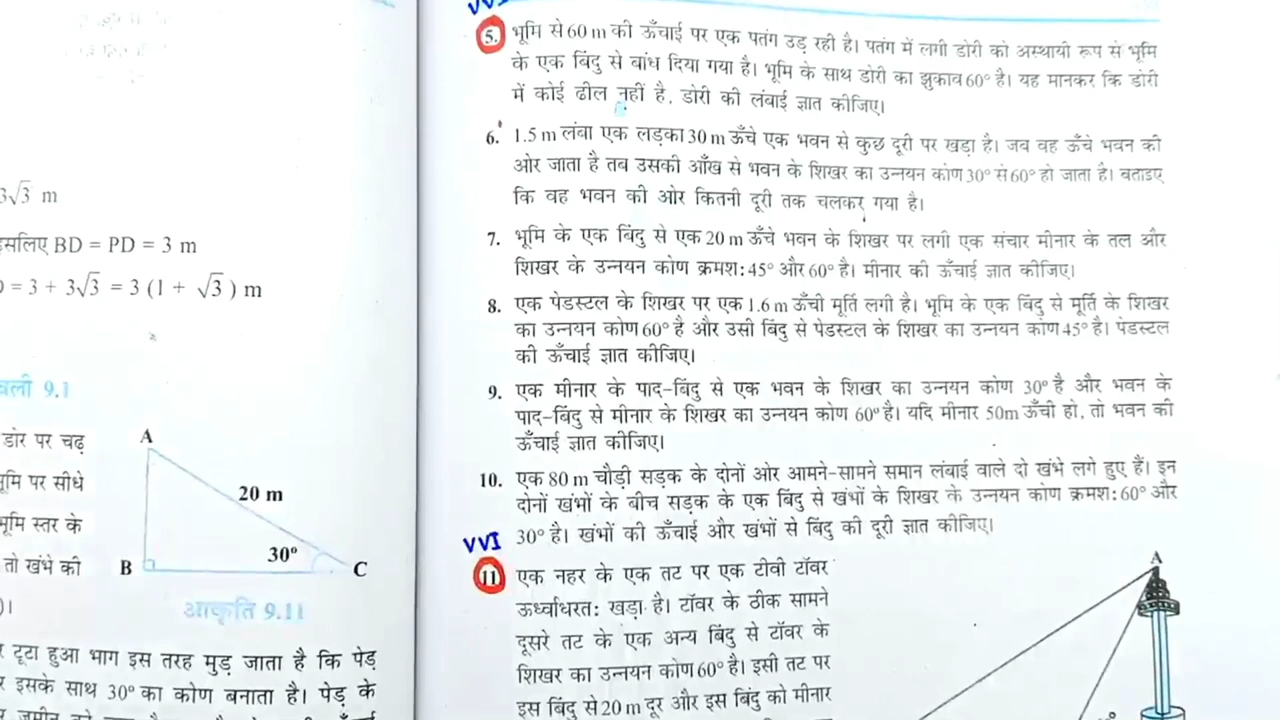 3√3 m
इसलिए BD = PD = 3 m
= 3 + 3√3 = 3 (1 + √3) m
9.1
डोर पर चढ़
भूमि पर सीधे
भूमि स्तर के
तो खंभे की
A
20 m
30°
B
C
आकृति 9.11
टूटा हुआ भाग इस तरह मुड़ जाता है कि पेड़
इसके साथ 30° का कोण बनाता है। पेड़ के
VVI
5. भूमि से 60 m की ऊँचाई पर एक पतंग उड़ रही है। पतंग में लगी डोरी को अस्थायी रूप से भूमि
के एक बिंदु से बांध दिया गया है। भूमि के साथ डोरी का झुकाव 60° है। यह मानकर कि डोरी
में कोई ढील नहीं है, डोरी की लंबाई ज्ञात कीजिए।
6. 1.5 m लंबा एक लड़का 30 m ऊँचे एक भवन से कुछ दूरी पर खड़ा है। जब वह ऊँचे भवन की
ओर जाता है तब उसकी आँख से भवन के शिखर का उन्नयन कोण 30° से 60° हो जाता है। बताइए
कि वह भवन की ओर कितनी दूरी तक चलकर गया है।
7. भूमि के एक बिंदु से एक 20 m ऊँचे भवन के शिखर पर लगी एक संचार मीनार के तल और
शिखर के उन्नयन कोण क्रमश: 45° और 60° है। मीनार की ऊँचाई ज्ञात कीजिए।
8. एक पेडस्टल के शिखर पर एक 1.6 m ऊँची मूर्ति लगी है। भूमि के एक बिंदु से मूर्ति के शिखर
का उन्नयन कोण 60° है और उसी बिंदु से पेडस्टल के शिखर का उन्नयन कोण 45° है। पेडस्टल
की ऊँचाई ज्ञात कीजिए।
9. एक मीनार के पाद-बिंदु से एक भवन के शिखर का उन्नयन कोण 30° है और भवन के
पाद-बिंदु से मीनार के शिखर का उन्नयन कोण 60° है। यदि मीनार 50m ऊँची हो, तो भवन की
ऊँचाई ज्ञात कीजिए।
10. एक 80 m चौड़ी सड़क के दोनों ओर आमने-सामने समान लंबाई वाले दो खंभे लगे हुए हैं। इन
दोनों खंभों के बीच सड़क के एक बिंदु से खंभों के शिखर के उन्नयन कोण क्रमश: 60° और
30° है। खंभों की ऊँचाई और खंभों से बिंदु की दूरी ज्ञात कीजिए।
VVI
11. एक नहर के एक तट पर एक टीवी टॉवर
ऊर्ध्वाधरत: खड़ा है। टॉवर के ठीक सामने
दूसरे तट के एक अन्य बिंदु से टॉवर के
शिखर का उन्नयन कोण 60° है। इसी तट पर
इस बिंदु से 20 m दूर और इस बिंदु को मीनार
A